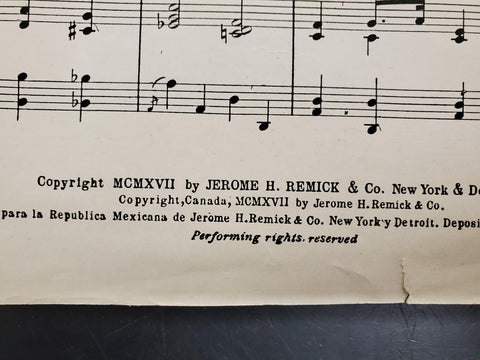 Copyright MCMXVII by JEROME H. REMICK & Co. New York & De
Copyright, Canada, MCMXVII by Jerome H. Remick & Co.
para la Republica Mexicana de Jerome H. Remick & Co. New York y Detroit. Deposi
Performing rights. reserved